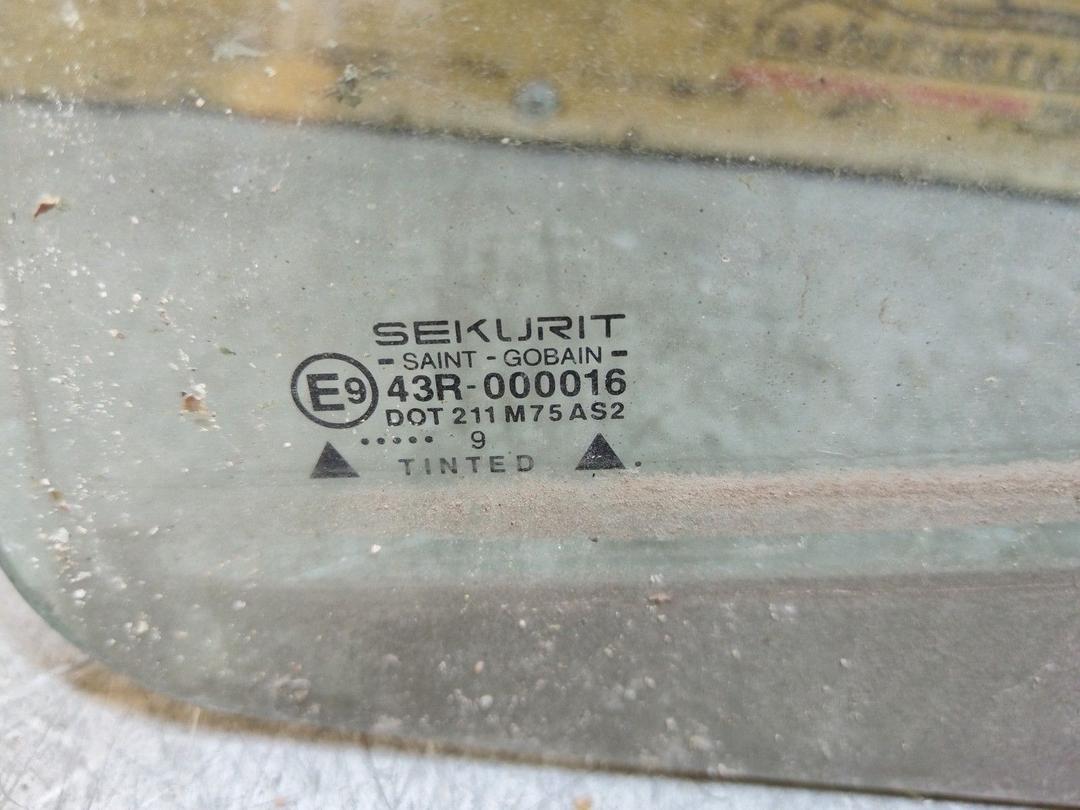 SEKURIT
- SAINT - GOBAIN -
E9 43R-000016
DOT 211 M75 AS2
..... 9
TINTED .